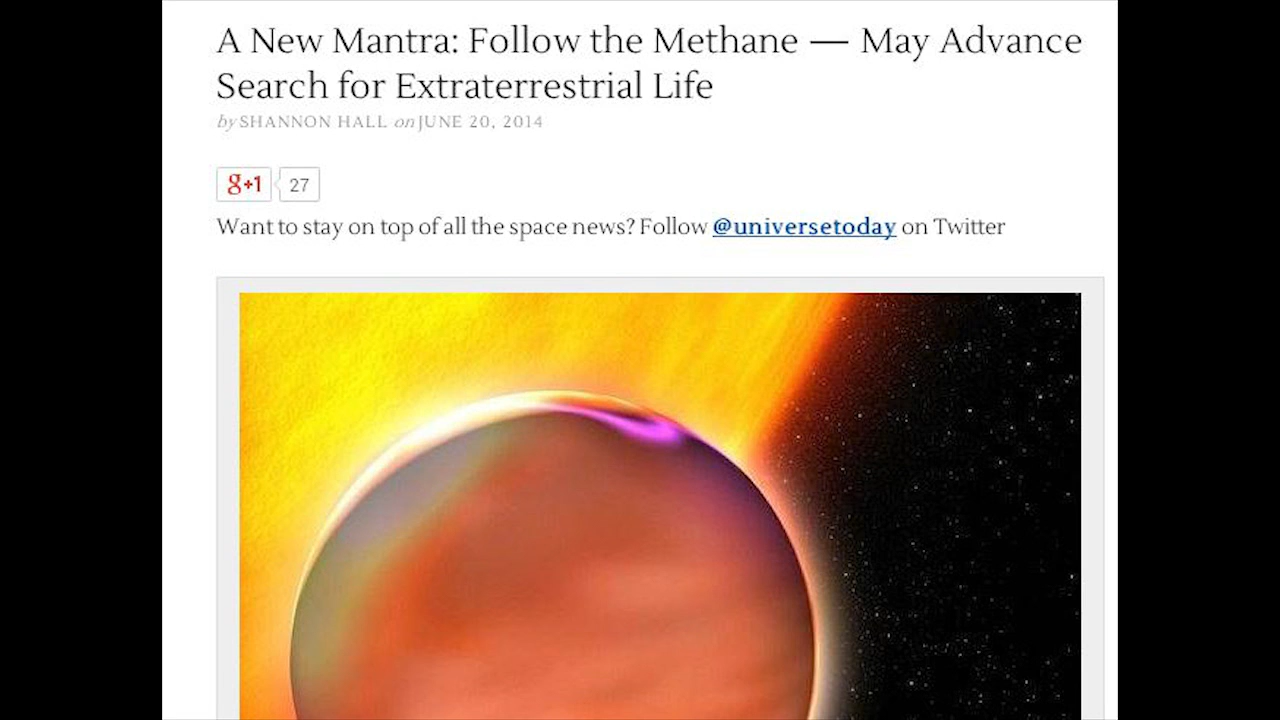 A New Mantra: Follow the Methane — May Advance
Search for Extraterrestrial Life
by SHANNON HALL on JUNE 20, 2014
g+1 27
Want to stay on top of all the space news? Follow @universetoday on Twitter